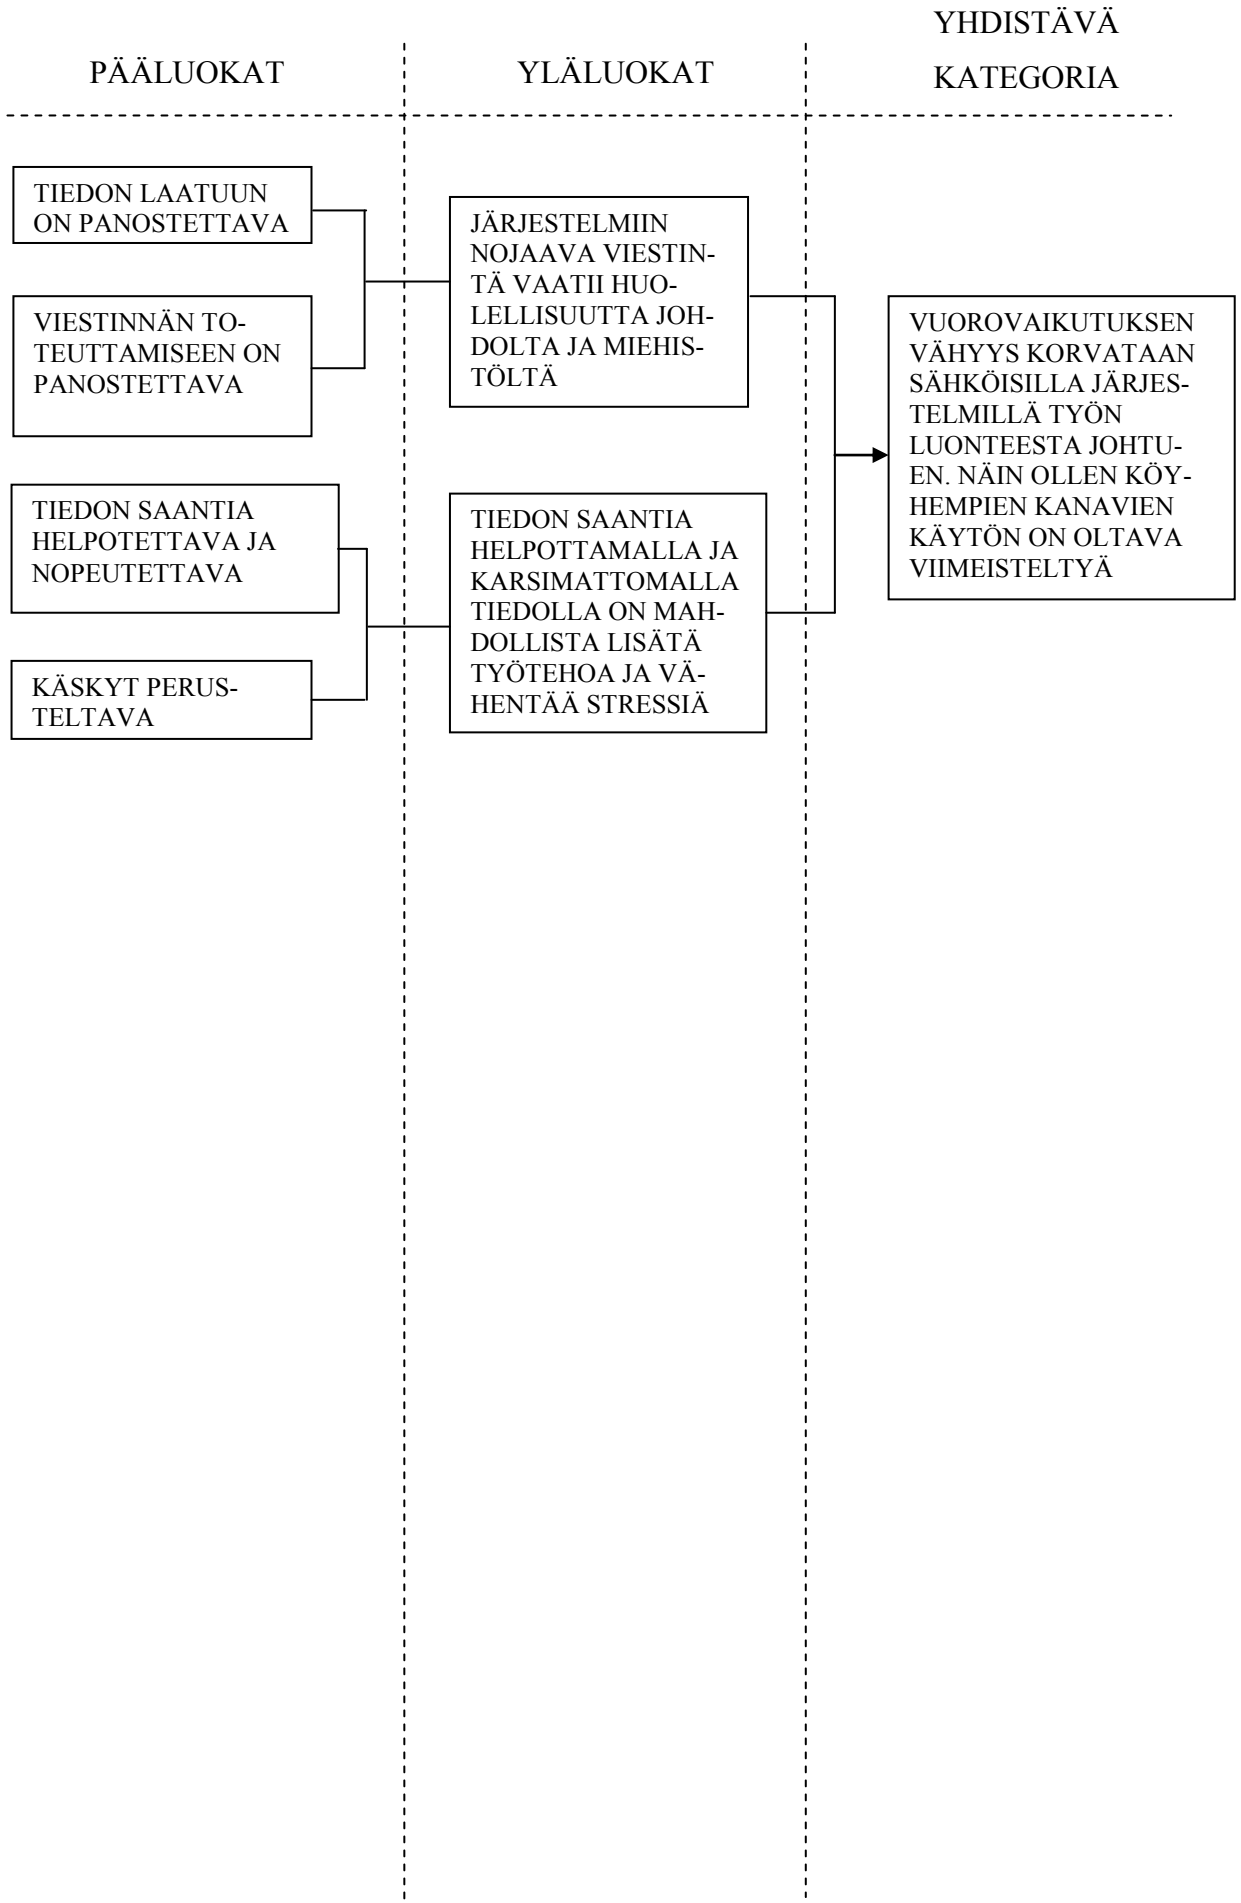 PÄÄLUOKAT
YLÄLUOKAT
YHDISTÄVÄ
KATEGORIA
TIEDON LAATUUN
ON PANOSTETTAVA
VIESTINNÄN TO-
TEUTTAMISEEN ON
PANOSTETTAVA
TIEDON SAANTIA
HELPOTETTAVA JA
NOPEUTETTAVA
KÄSKYT PERUS-
TELTAVA
JÄRJESTELMIIN
NOJAAVA VIESTIN-
TÄ VAATII HUO-
LELLISUUTTA JOH-
DOLTA JA MIEHIS-
TÖLTÄ
TIEDON SAANTIA
HELPOTTAMALLA JA
KARSIMATTOMALLA
TIEDOLLA ON MAH-
DOLLISTA LISÄTÄ
TYÖTEHOA JA VÄ-
HENTÄÄ STRESSIÄ
VUOROVAIKUTUKSEN
VÄHYYS KORVATAAN
SÄHKÖISILLA JÄRJES-
TELMILLÄ TYÖN
LUONTEESTA JOHTU-
EN. NÄIN OLLEN KÖY-
HEMPIEN KANAVIEN
KÄYTÖN ON OLTAVA
VIIMEISTELTYÄ